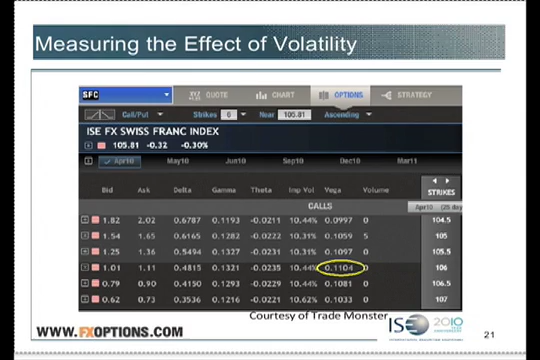 Measuring the Effect of Volatility
SFC
QUOTE CHART OPTIONS STRATEGY
Call/Put Strikes 6 Near 105.81 Ascending
ISE FX SWISS FRANC INDEX
105.81 -0.32 -0.30%
Apr10 May10 Jun10 Sep10 Dec10 Mar11
Bid Ask Delta Gamma Theta Imp Vol Vega Volume STRIKES
CALLS Apr10 (25 day
1.82 2.02 0.6787 0.1193 -0.0211 10.44% 0.0997 0 104.5
1.54 1.65 0.6165 0.1282 -0.0222 10.31% 0.1059 5 105
1.25 1.36 0.5494 0.1327 -0.0231 10.31% 0.1097 0 105.5
1.01 1.11 0.4815 0.1321 -0.0235 10.44% 0.1104 0 106
0.79 0.90 0.4150 0.1293 -0.0230 10.44% 0.1081 0 106.5
0.62 0.73 0.3536 0.1216 -0.0221 10.62% 0.1033 0 107
Courtesy of Trade Monster
WWW.FXOPTIONS.COM
ISE 2010
21